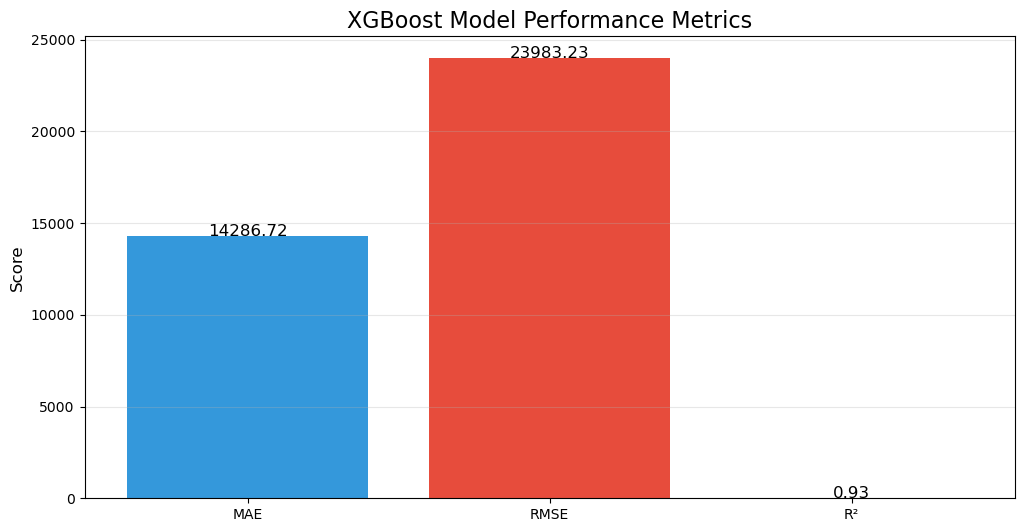 XGBoost Model Performance Metrics
Score
25000
20000
15000
10000
5000
0
14286.72
23983.23
0.93
MAE
RMSE
R²